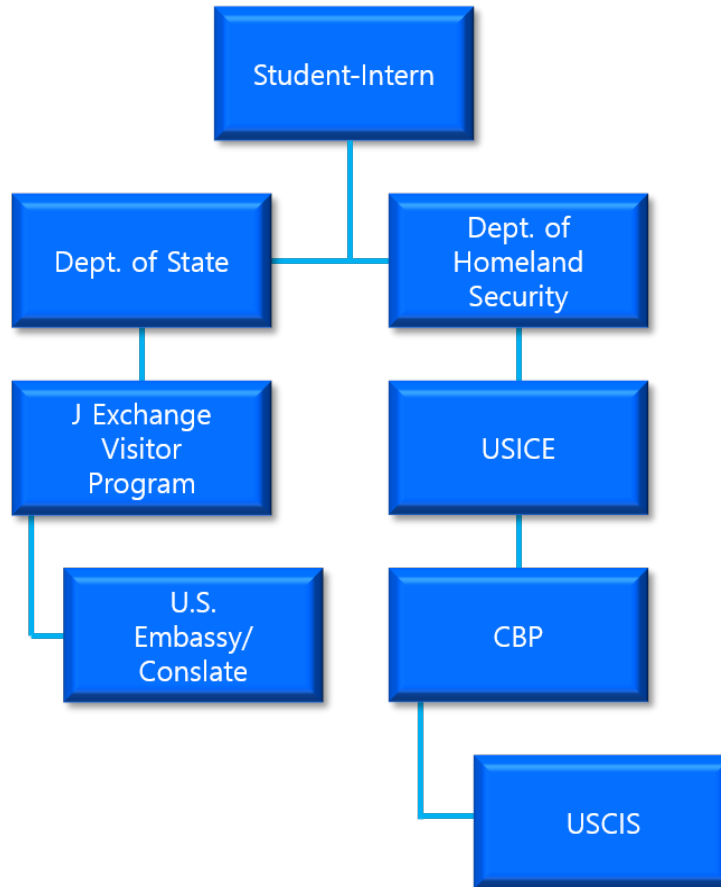 Student-Intern
Dept. of State
Dept. of
Homeland
Security
J Exchange
Visitor
Program
USICE
U.S.
Embassy/
Conslate
CBP
USCIS